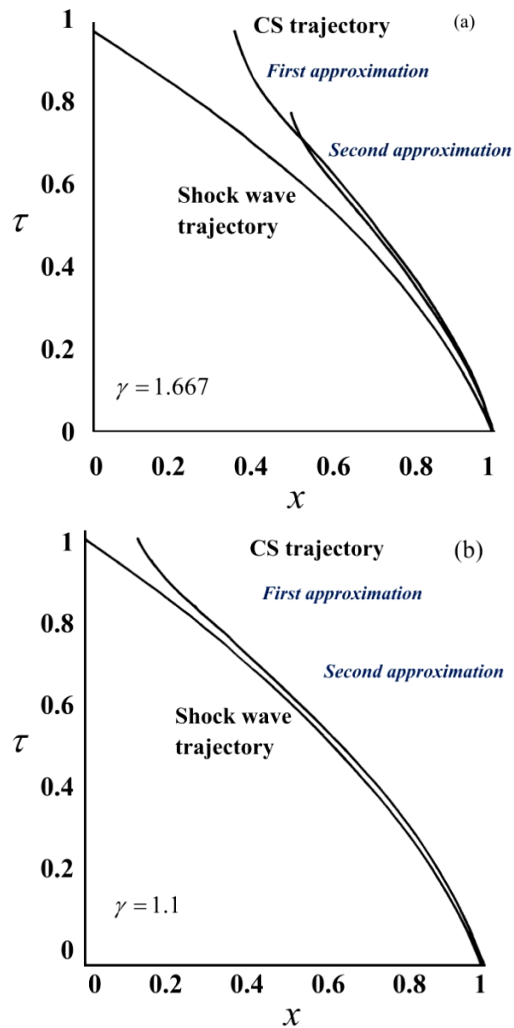 1
CS trajectory
(a)
First approximation
0.8
Second approximation
0.6
Shock wave
trajectory
τ
0.4
0.2
γ = 1.667
0
0 0.2 0.4 0.6 0.8 1
x
1
CS trajectory
(b)
First approximation
0.8
Second approximation
0.6
Shock wave
trajectory
τ
0.4
0.2
γ = 1.1
0
0 0.2 0.4 0.6 0.8 1
x